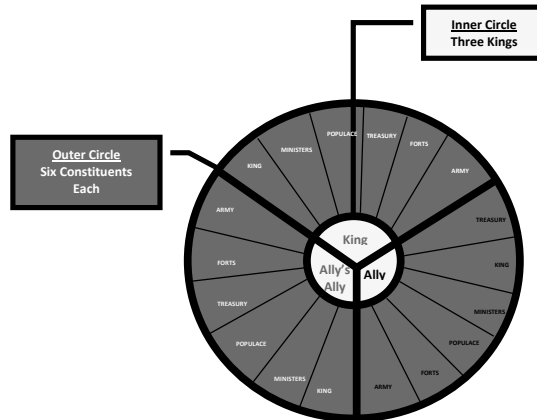 Inner Circle
Three Kings
Outer Circle
Six Constituents
Each
KING
MINISTERS
POPULACE
TREASURY
FORTS
ARMY
TREASURY
KING
MINISTERS
POPULACE
FORTS
ARMY
KING
MINISTERS
POPULACE
TREASURY
FORTS
ARMY
King
Ally's
Ally
Ally